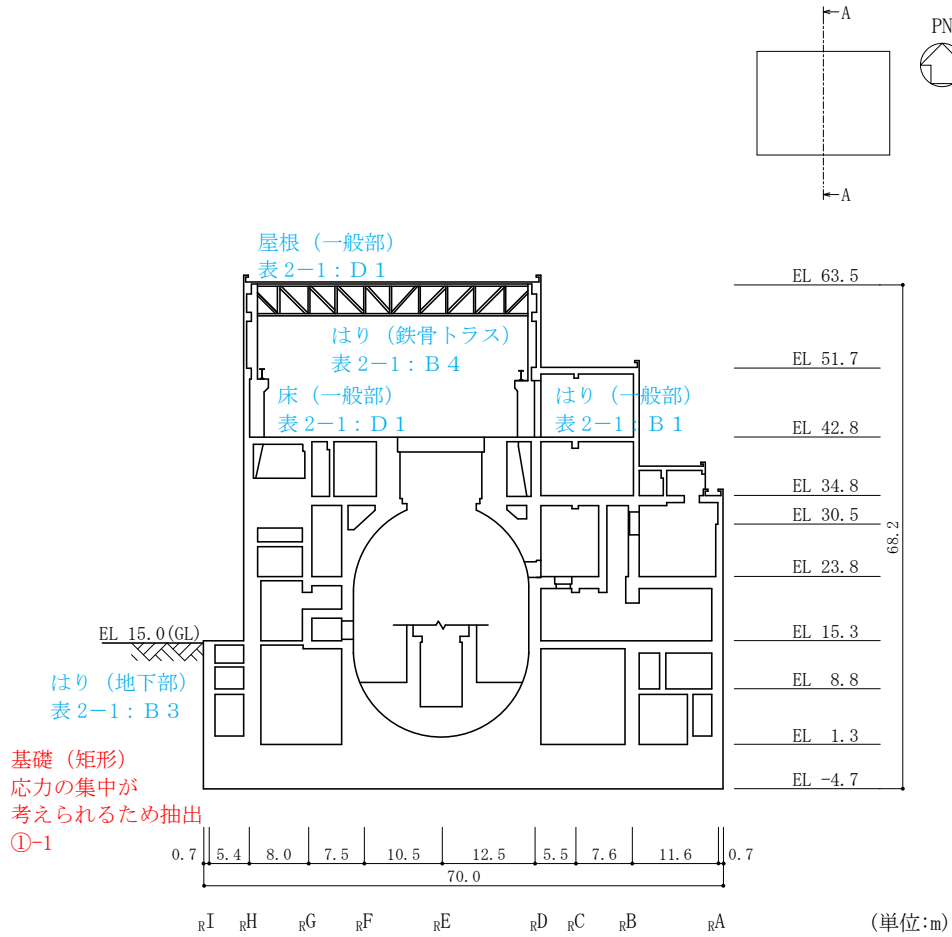 A
PN
A
屋根（一般部）
表2－1：D1
EL 63.5
はり（鉄骨トラス）
表2－1：B4
EL 51.7
床（一般部）
表2－1：D1
はり（一般部）
表2－1：B1
EL 42.8
EL 34.8
EL 30.5
68.2
EL 23.8
EL 15.0(GL)
EL 15.3
はり（地下部）
表2－1：B3
EL 8.8
EL 1.3
基礎（矩形）
応力の集中が
考えられるため抽出
①-1
EL -4.7
0.7 5.4 8.0 7.5 10.5 12.5 5.5 7.6 11.6 0.7
70.0
RI RH RG RF RE RD RC RB RA
(単位:m)